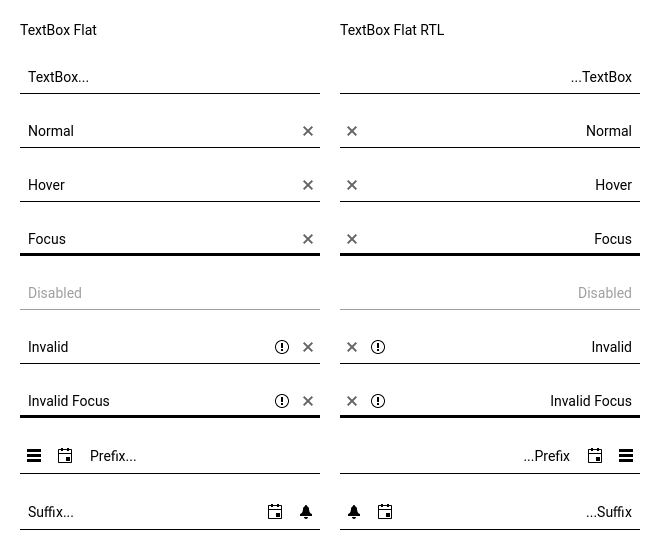 TextBox Flat
TextBox Flat RTL
TextBox...
...TextBox
Normal
Normal
Hover
Hover
Focus
Focus
Disabled
Disabled
Invalid
Invalid
Invalid Focus
Invalid Focus
Prefix...
...Prefix
Suffix...
...Suffix